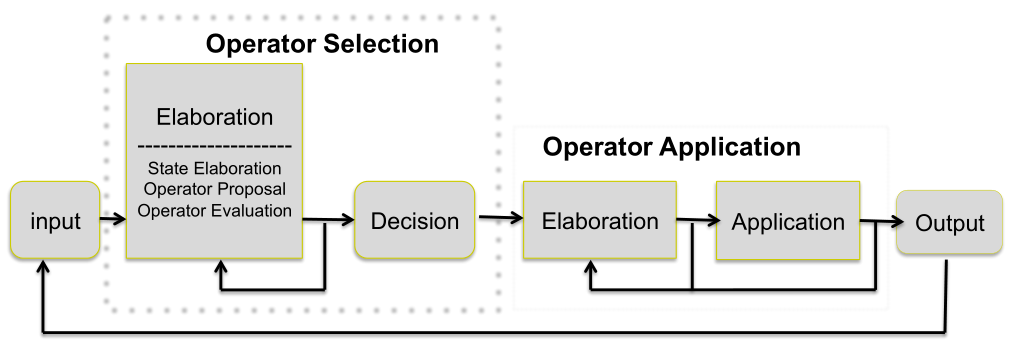 Operator Selection
Elaboration
--------------------
State Elaboration
Operator Proposal
Operator Evaluation
input
Decision
Operator Application
Elaboration
Application
Output